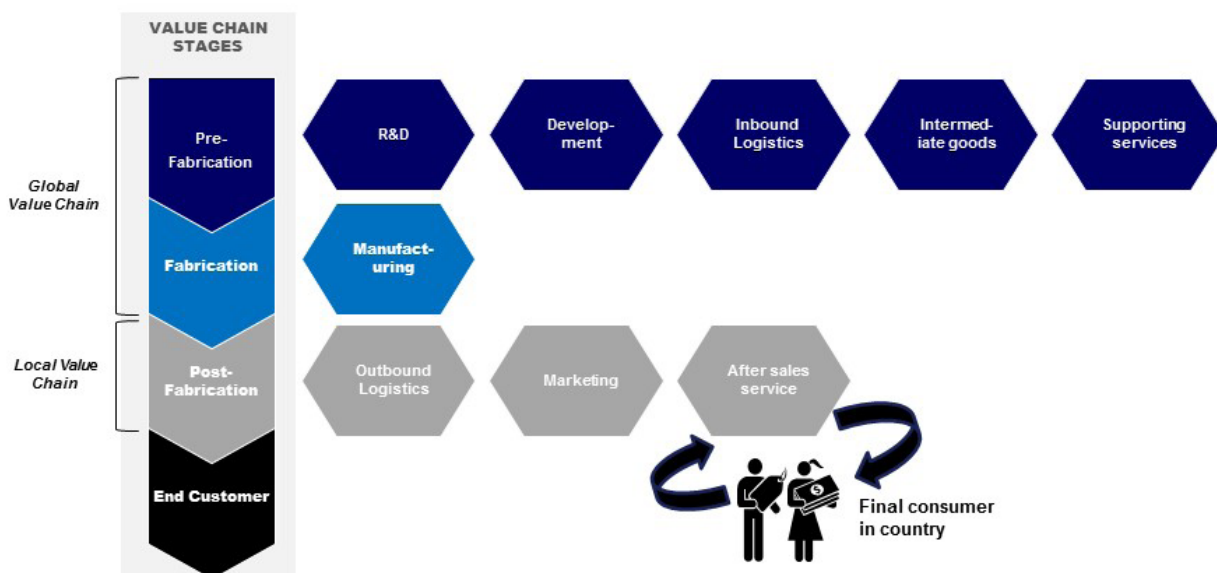 VALUE CHAIN
STAGES
Global
Value Chain
Pre-
Fabrication
R&D
Develop-
ment
Inbound
Logistics
Intermed-
iate goods
Supporting
services
Fabrication
Manufact-
uring
Local Value
Chain
Post-
Fabrication
Outbound
Logistics
Marketing
After sales
service
End Customer
$
Final consumer
in country